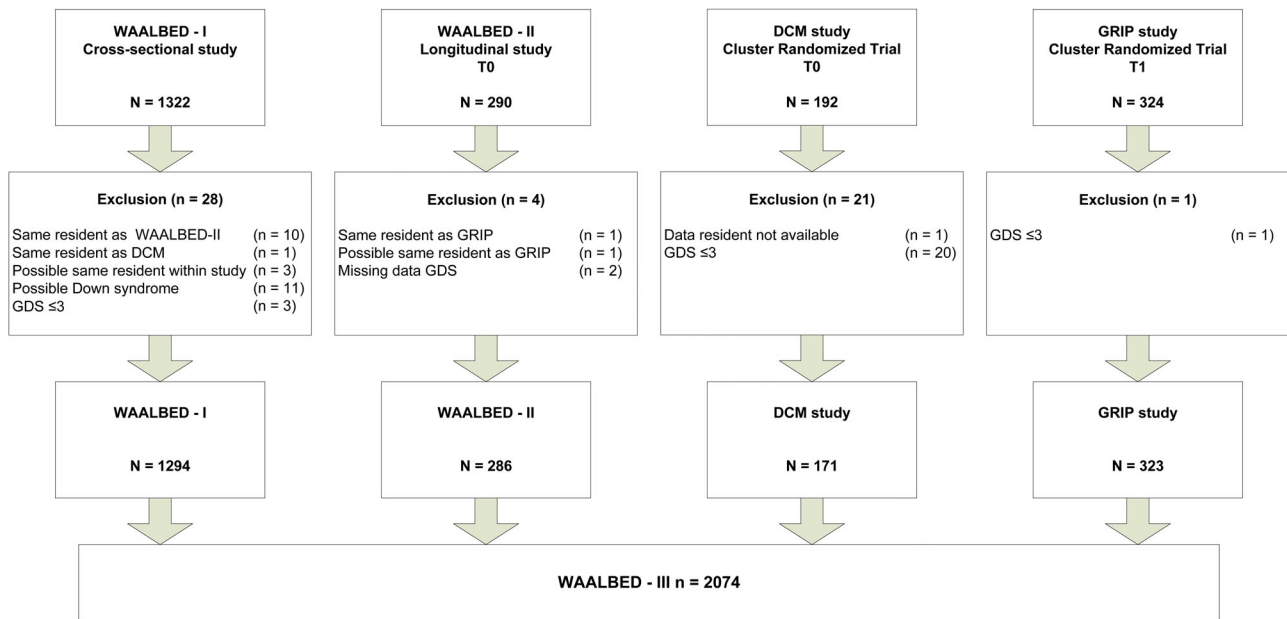 WAALBED - I
Cross-sectional study
N = 1322
WAALBED - II
Longitudinal study
T0
N = 290
DCM study
Cluster Randomized Trial
T0
N = 192
GRIP study
Cluster Randomized Trial
T1
N = 324
Exclusion (n = 28)
Same resident as WAALBED-II (n = 10)
Same resident as DCM (n = 1)
Possible same resident within study (n = 3)
Possible Down syndrome (n = 11)
GDS ≤3 (n = 3)
Exclusion (n = 4)
Same resident as GRIP (n = 1)
Possible same resident as GRIP (n = 1)
Missing data GDS (n = 2)
Exclusion (n = 21)
Data resident not available (n = 1)
GDS ≤3 (n = 20)
Exclusion (n = 1)
GDS ≤3 (n = 1)
WAALBED - I
N = 1294
WAALBED - II
N = 286
DCM study
N = 171
GRIP study
N = 323
WAALBED - III n = 2074